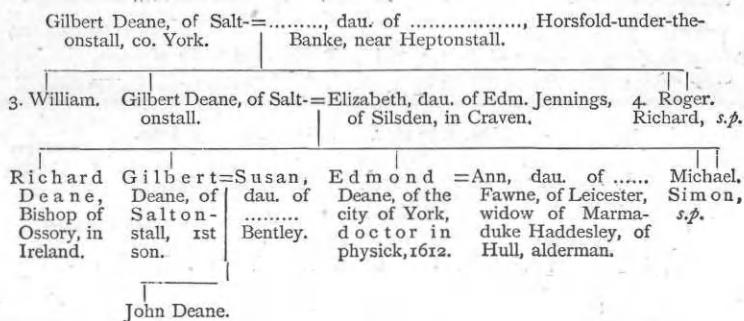 Gilbert Deane, of Salt-=........., dau. of .................., Horsfold-under-the-
onstall, co. York. Banke, near Heptonstall.
3. William. Gilbert Deane, of Salt-=Elizabeth, dau. of Edm. Jennings, 4. Roger.
onstall. of Silsden, in Craven. Richard, s.p.
Richard Deane, Bishop of Ossory, in Ireland.
Gilbert Deane, of Salton-stall, 1st son.
=Susan, dau. of ......... Bentley.
Edmond Deane, of the city of York, doctor in physick, 1612.
=Ann, dau. of ...... Fawne, of Leicester, widow of Marma-duke Haddesley, of Hull, alderman.
Michael.
Simon, s.p.
John Deane.